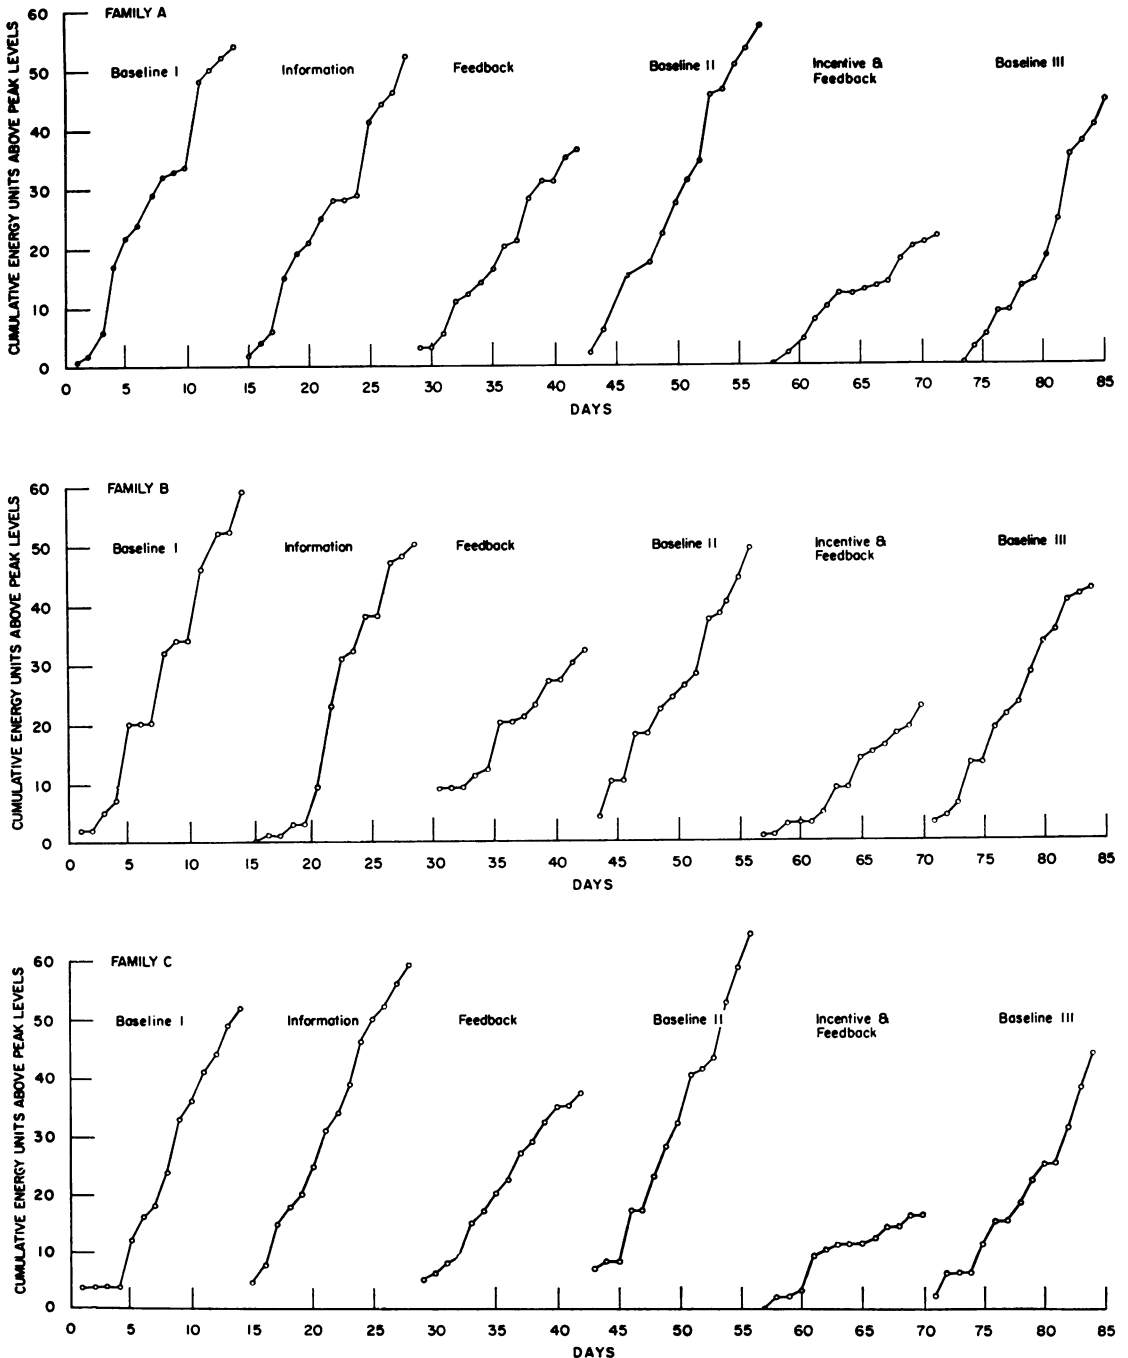 FAMILY A
CUMULATIVE ENERGY UNITS ABOVE PEAK LEVELS
60
50
40
30
20
10
0
Baseline I
Information
Feedback
Baseline II
Incentive &
Feedback
Baseline III
0 5 10 15 20 25 30 35 40 45 50 55 60 65 70 75 80 85
DAYS
FAMILY B
CUMULATIVE ENERGY UNITS ABOVE PEAK LEVELS
60
50
40
30
20
10
0
Baseline I
Information
Feedback
Baseline II
Incentive &
Feedback
Baseline III
0 5 10 15 20 25 30 35 40 45 50 55 60 65 70 75 80 85
DAYS
FAMILY C
CUMULATIVE ENERGY UNITS ABOVE PEAK LEVELS
60
50
40
30
20
10
0
Baseline I
Information
Feedback
Baseline II
Incentive &
Feedback
Baseline III
0 5 10 15 20 25 30 35 40 45 50 55 60 65 70 75 80 85
DAYS